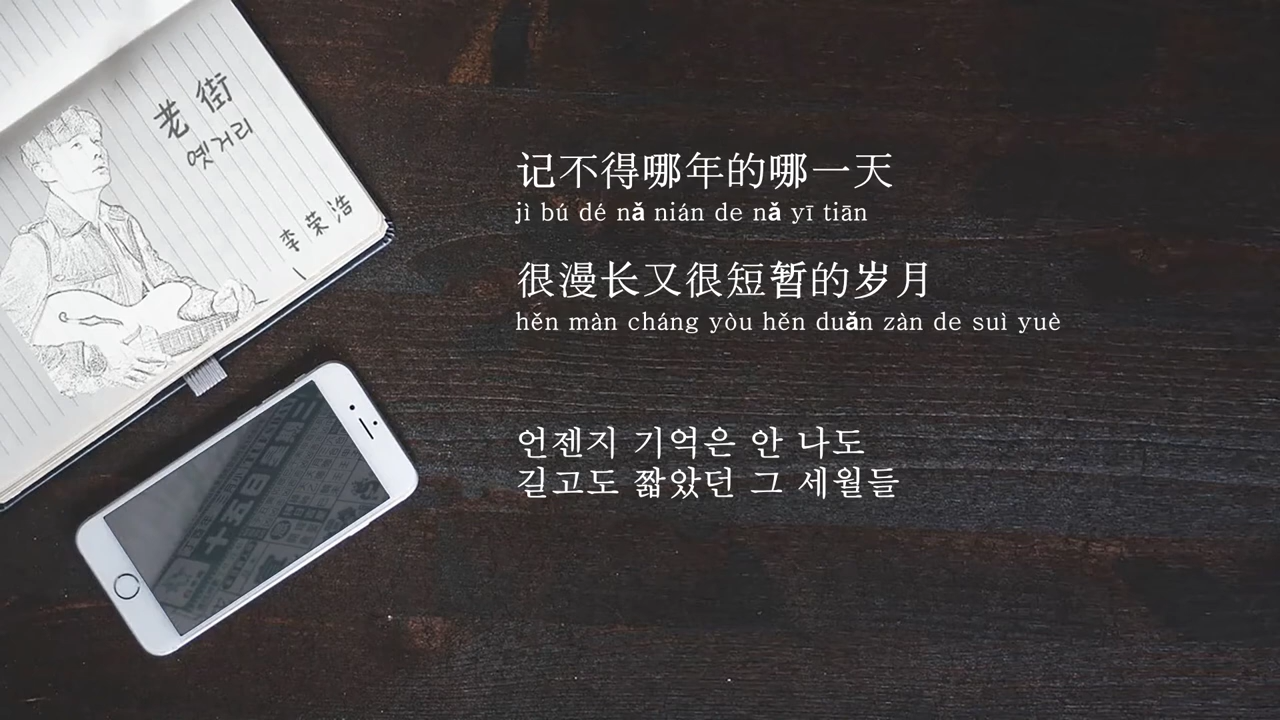 老街
옛거리
李荣浩
记不得哪年的哪一天
jì bú dé nǎ nián de nǎ yī tiān
很漫长又很短暂的岁月
hěn màn cháng yòu hěn duǎn zàn de suì yuè
언젠지 기억은 안 나도
길고도 짧았던 그 세월들